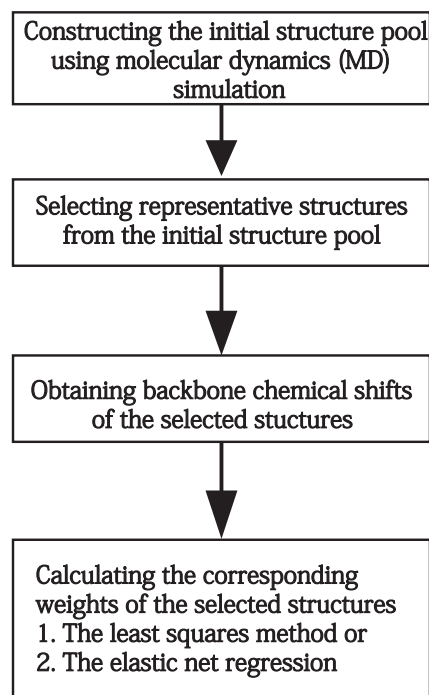 Constructing the initial structure pool
using molecular dynamics (MD)
simulation
Selecting representative structures
from the initial structure pool
Obtaining backbone chemical shifts
of the selected stuctures
Calculating the corresponding
weights of the selected structures
1. The least squares method or
2. The elastic net regression